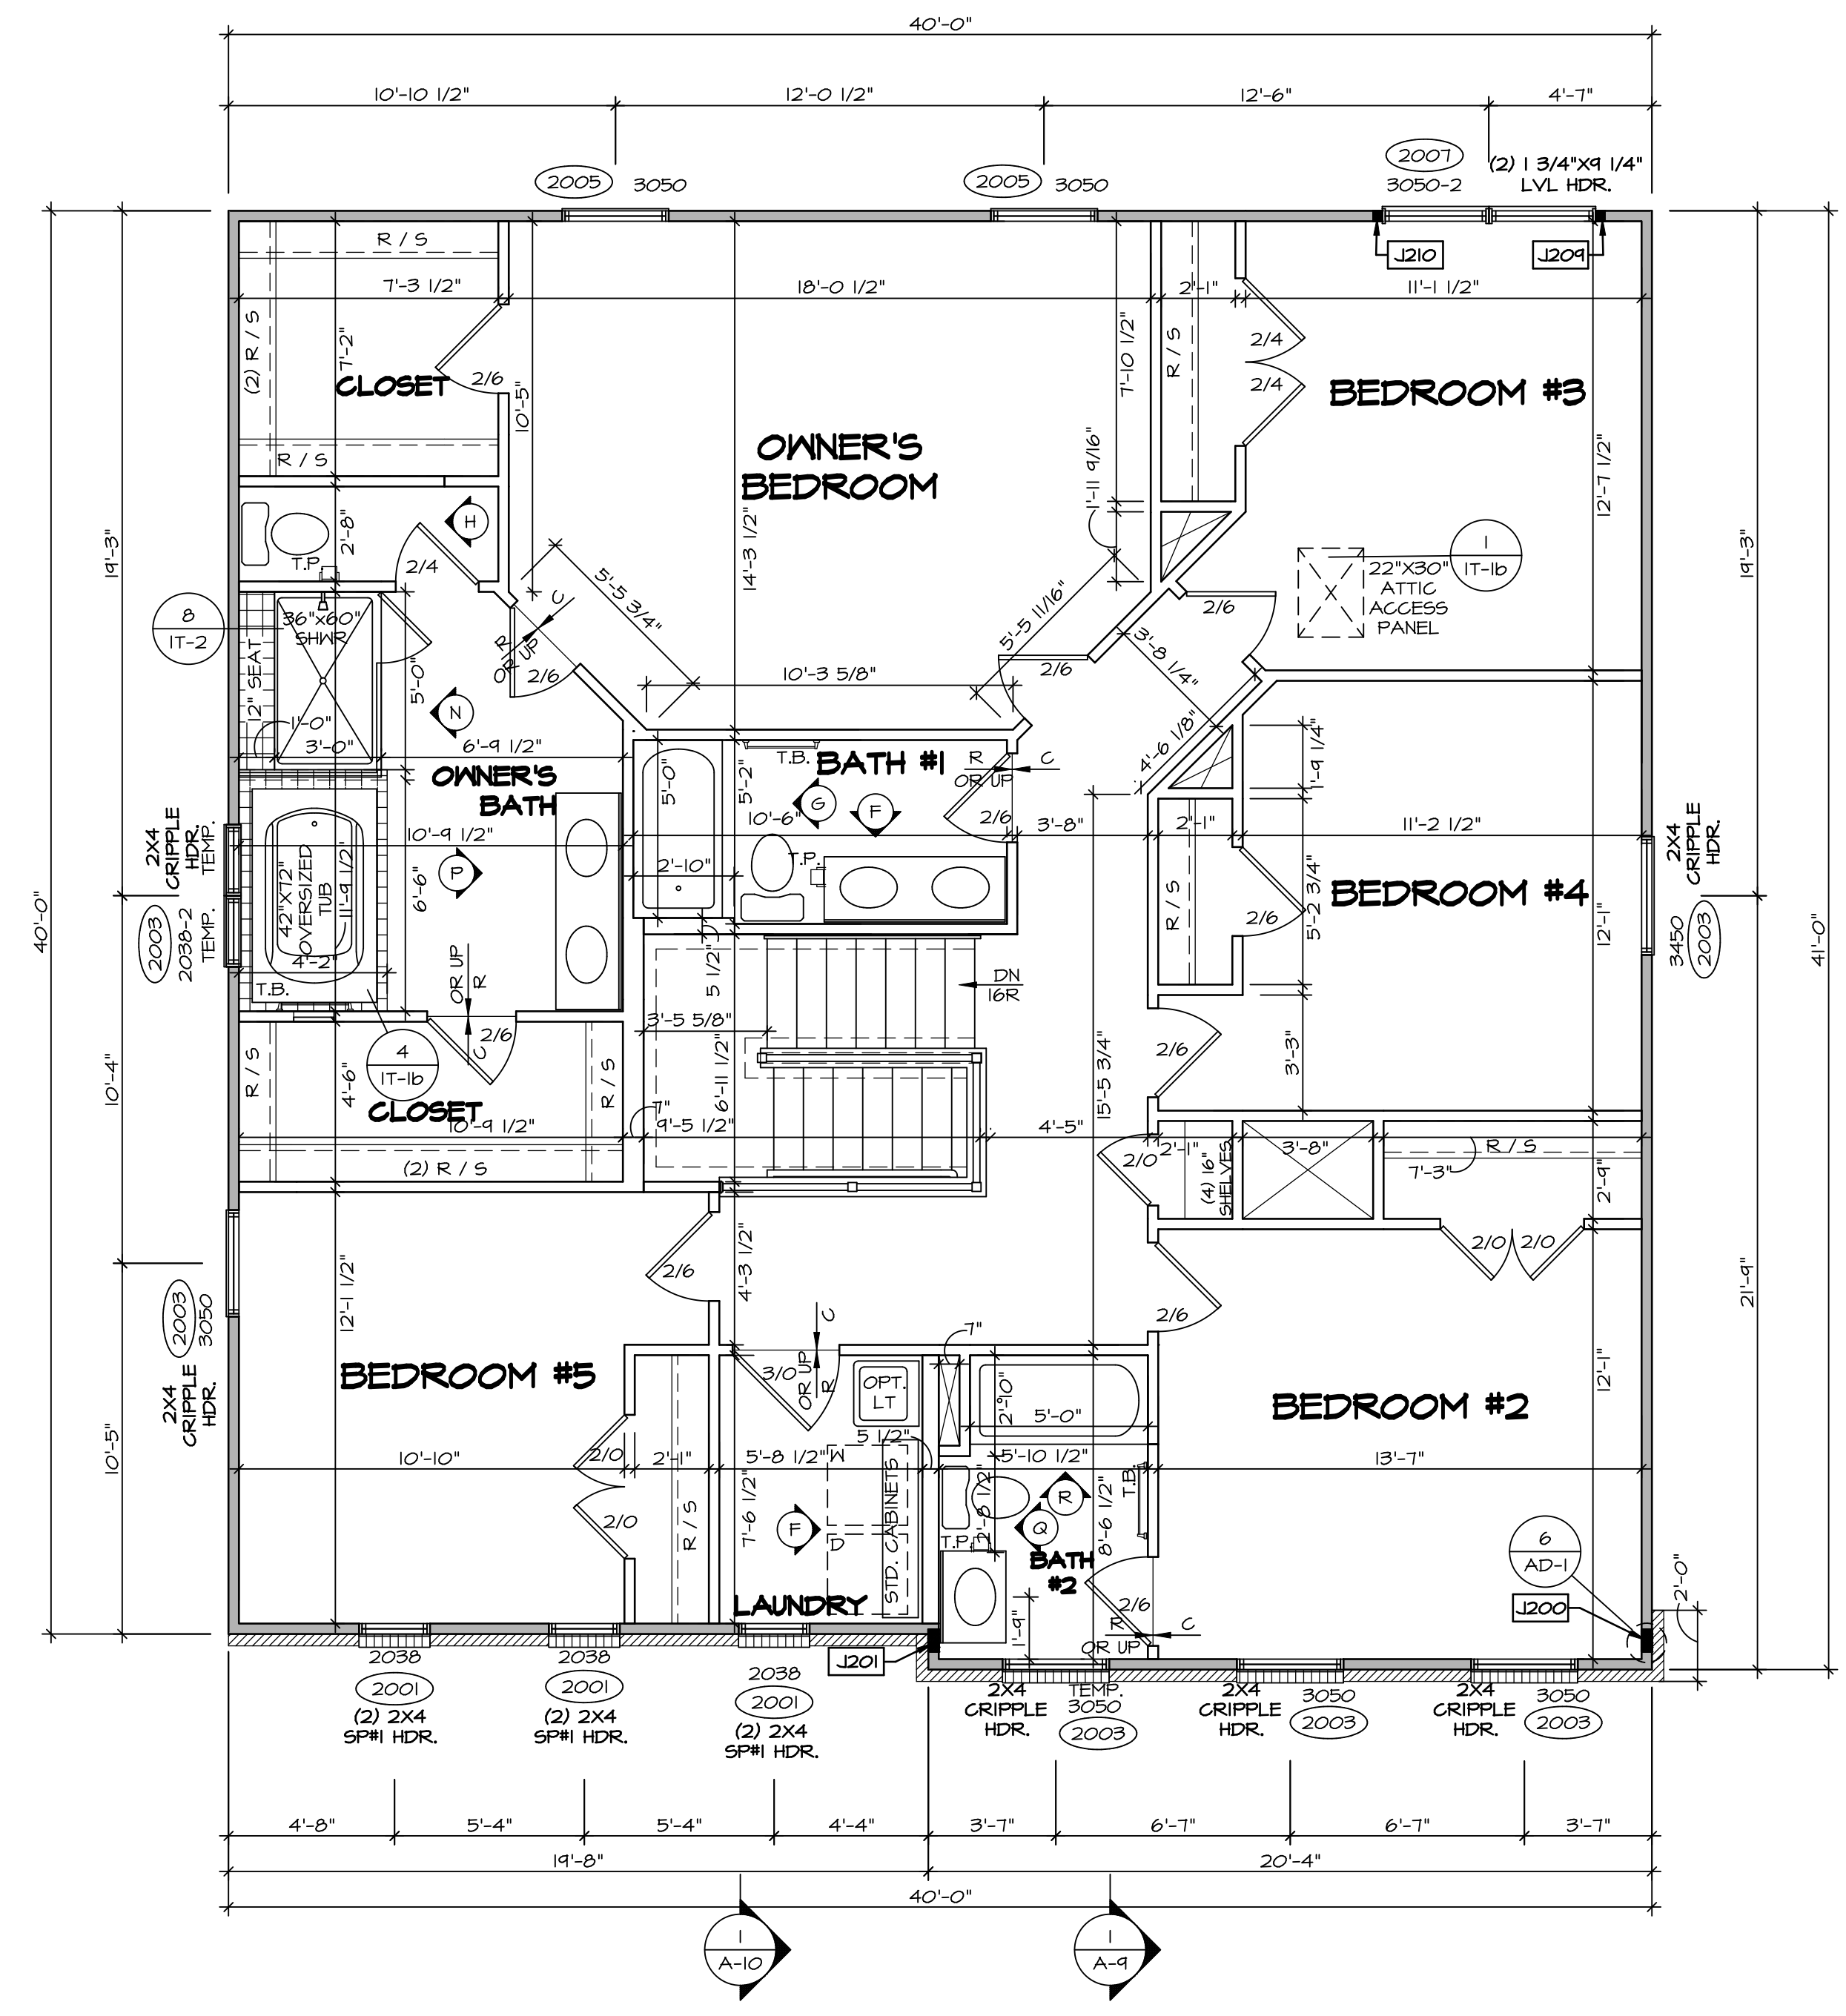 40'-0"
10'-10 1/2"
12'-0 1/2"
12'-6"
4'-7"
2005
3050
2005
3050
2007
3050-2
(2) 1 3/4"X9 1/4"
LVL HDR.
J210
J209
R / S
7'-3 1/2"
18'-0 1/2"
2'-1"
11'-1 1/2"
(2) R / S
7'-2"
CLOSET
2/6
10'-5"
R / S
7'-10 1/2"
R / S
2/4
2/4
BEDROOM #3
OWNER'S
BEDROOM
1'-11 9/16"
12'-7 1/2"
19'-3"
19'-3"
H
2'-8"
T.P.
2/4
14'-3 1/2"
5'-5 3/4"
5'-5 11/16"
1
IT-1b
22"X30"
ATTIC
ACCESS
PANEL
8
IT-2
36"x60"
SHWR
12" SEAT
C
R
OR UP
2/6
2/6
2/6
3'-8 1/4"
5'-0"
N
10'-3 5/8"
1'-0"
3'-0"
6'-9 1/2"
4'-6 1/8"
1'-9 1/4"
OWNER'S
BATH
5'-0"
5'-2"
T.B.
BATH #1
R
C
OR UP
2/6
G
F
10'-6"
3'-8"
2'-1"
11'-2 1/2"
2X4
CRIPPLE
HDR.
TEMP.
2003
2038-2
TEMP.
10'-9 1/2"
P
6'-6"
42"X72"
OVERSIZED
TUB
11'-9 1/2"
4'-2"
T.B.
2'-10"
T.P.
R / S
2/6
5'-2 3/4"
BEDROOM #4
12'-1"
2X4
CRIPPLE
HDR.
3450
2003
40'-0"
41'-0"
OR UP
R
C
2/6
5 1/2"
DN
16R
3'-5 5/8"
6'-11 1/2"
15'-5 3/4"
2/6
3'-3"
10'-4"
R / S
4'-6"
4
IT-1b
CLOSET
R / S
7"
10'-9 1/2"
9'-5 1/2"
4'-5"
(2) R / S
2/0
2'-1"
(4) 16"
SHELVES
3'-8"
R / S
7'-3"
2'-9"
2003
3050
2X4
CRIPPLE
HDR.
12'-1 1/2"
2/6
4'-3 1/2"
2/6
2/0
2/0
21'-9"
BEDROOM #5
C
3/0
OR UP
R
OPT.
LT
7"
2'-10"
5'-0"
BEDROOM #2
12'-1"
10'-5"
10'-10"
2/0
2'-1"
5'-8 1/2"
W
5 1/2"
5'-10 1/2"
13'-7"
2/0
R / S
7'-6 1/2"
F
D
STD. CABINETS
2'-8 1/2"
R
Q
T.B.
8'-6 1/2"
T.P.
BATH
#2
LAUNDRY
1'-9"
2/6
R
C
OR UP
6
AD-1
J200
2'-0"
J201
2038
2001
(2) 2X4
SP#1 HDR.
2038
2001
(2) 2X4
SP#1 HDR.
2038
2001
(2) 2X4
SP#1 HDR.
2X4
CRIPPLE
HDR.
TEMP.
3050
2003
2X4
CRIPPLE
HDR.
3050
2003
2X4
CRIPPLE
HDR.
3050
2003
4'-8"
5'-4"
5'-4"
4'-4"
3'-7"
6'-7"
6'-7"
3'-7"
19'-8"
20'-4"
40'-0"
1
A-10
1
A-9